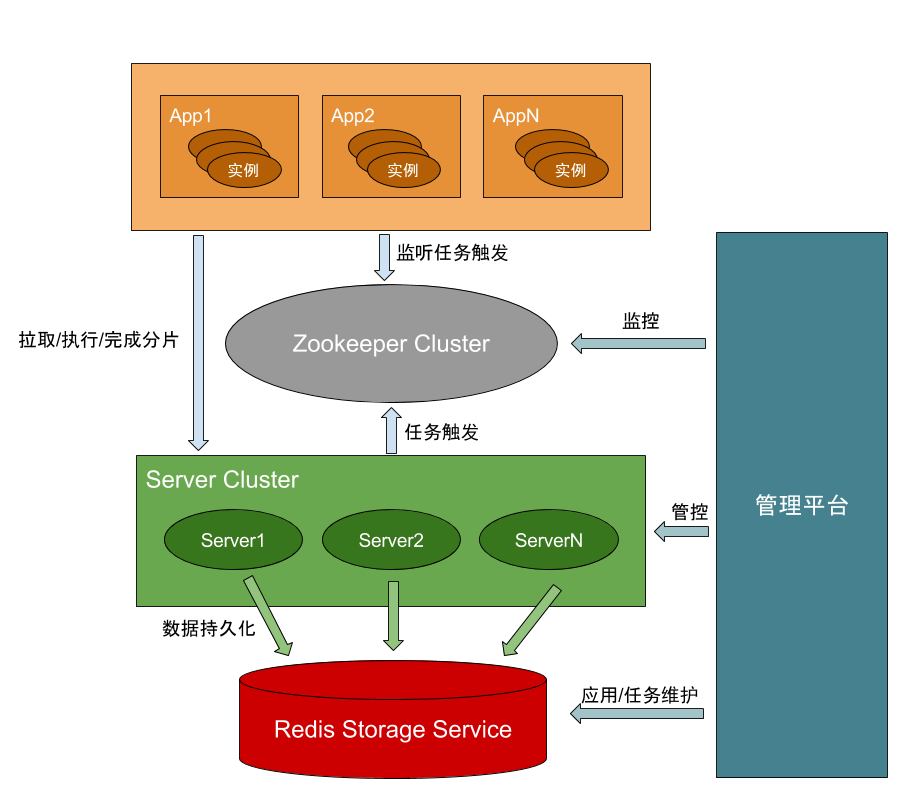 App1
App2
AppN
实例
实例
实例
监听任务触发
拉取/执行/完成分片
Zookeeper Cluster
监控
任务触发
Server Cluster
管理平台
管控
Server1
Server2
ServerN
数据持久化
应用/任务维护
Redis Storage Service